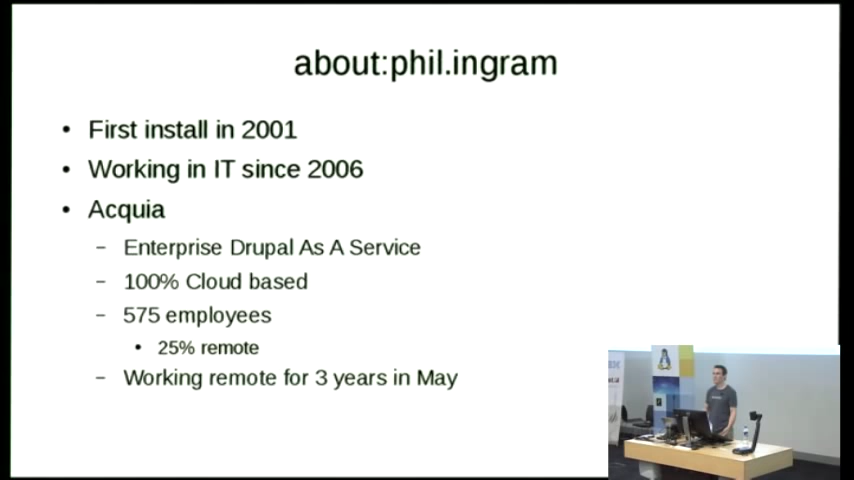 about:phil.ingram
• First install in 2001
• Working in IT since 2006
• Acquia
– Enterprise Drupal As A Service
– 100% Cloud based
– 575 employees
• 25% remote
– Working remote for 3 years in May